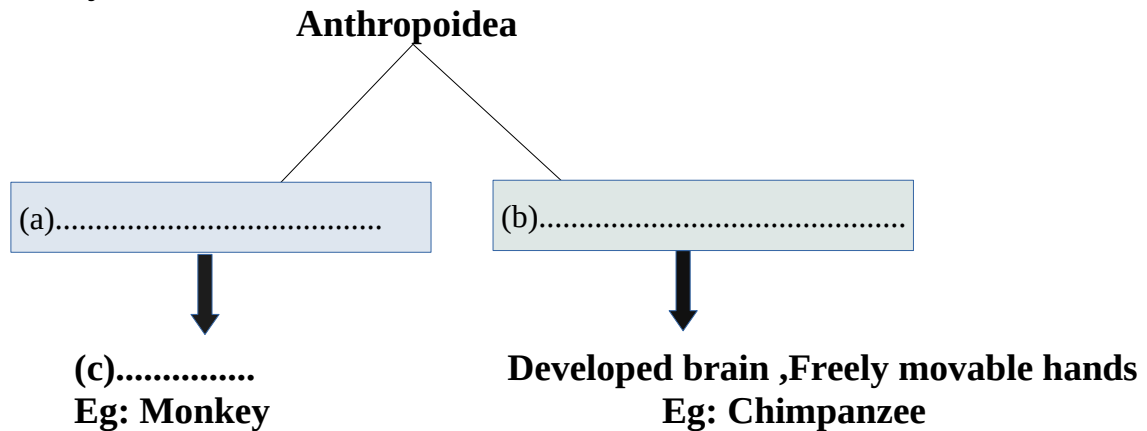 Anthropoidea
(a)........................................
(b).............................................
(c)...............
Developed brain ,Freely movable hands
Eg: Monkey
Eg: Chimpanzee